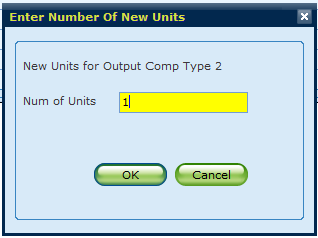 Enter Number Of New Units
New Units for Output Comp Type 2
Num of Units 1
OK Cancel